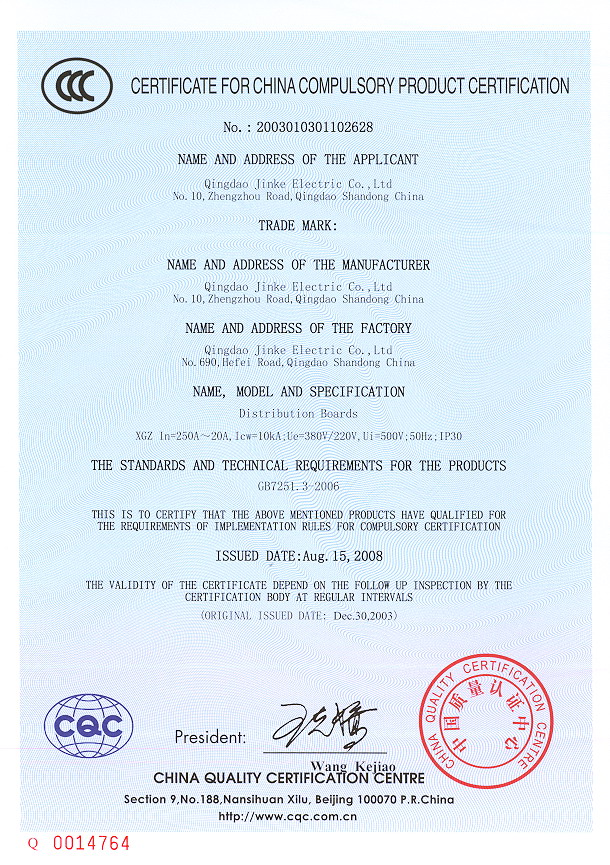 CCC
CERTIFICATE FOR CHINA COMPULSORY PRODUCT CERTIFICATION
No. : 2003010301102628
NAME AND ADDRESS OF THE APPLICANT
Qingdao Jinke Electric Co.,Ltd
No.10,Zhengzhou Road,Qingdao Shandong China
TRADE MARK:
NAME AND ADDRESS OF THE MANUFACTURER
Qingdao Jinke Electric Co.,Ltd
No.10,Zhengzhou Road,Qingdao Shandong China
NAME AND ADDRESS OF THE FACTORY
Qingdao Jinke Electric Co.,Ltd
No.690,Hefei Road,Qingdao Shandong China
NAME, MODEL AND SPECIFICATION
Distribution Boards
XGZ In=250A～20A,Icw=10kA;Ue=380V/220V,Ui=500V;50Hz;IP30
THE STANDARDS AND TECHNICAL REQUIREMENTS FOR THE PRODUCTS
GB7251.3-2006
THIS IS TO CERTIFY THAT THE ABOVE MENTIONED PRODUCTS HAVE QUALIFIED FOR
THE REQUIREMENTS OF IMPLEMENTATION RULES FOR COMPULSORY CERTIFICATION
ISSUED DATE:Aug.15,2008
THE VALIDITY OF THE CERTIFICATE DEPEND ON THE FOLLOW UP INSPECTION BY THE
CERTIFICATION BODY AT REGULAR INTERVALS
(ORIGINAL ISSUED DATE: Dec.30,2003)
CHINA QUALITY CERTIFICATION CENTRE
中国质量认证中心
CQC
President:
Wang Kejiao
CHINA QUALITY CERTIFICATION CENTRE
Section 9,No.188,Nansihuan Xilu, Beijing 100070 P.R.China
http://www.cqc.com.cn
Q 0014764